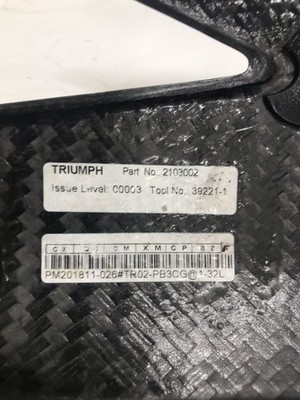 TRIUMPH Part No.: 2103002
Issue Level: 00003 Tool No.: 39221-1
C X Q C M X M C P B Z F
PM201811-026#TR02-PB3CG@1-32L